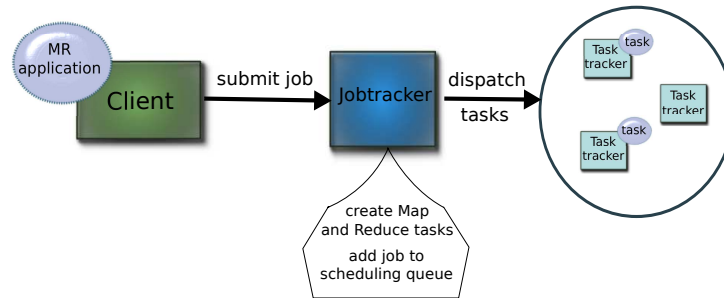 MR
application
Client
submit job
Jobtracker
dispatch
tasks
Task
tracker
task
Task
tracker
Task
tracker
task
create Map
and Reduce tasks
add job to
scheduling queue